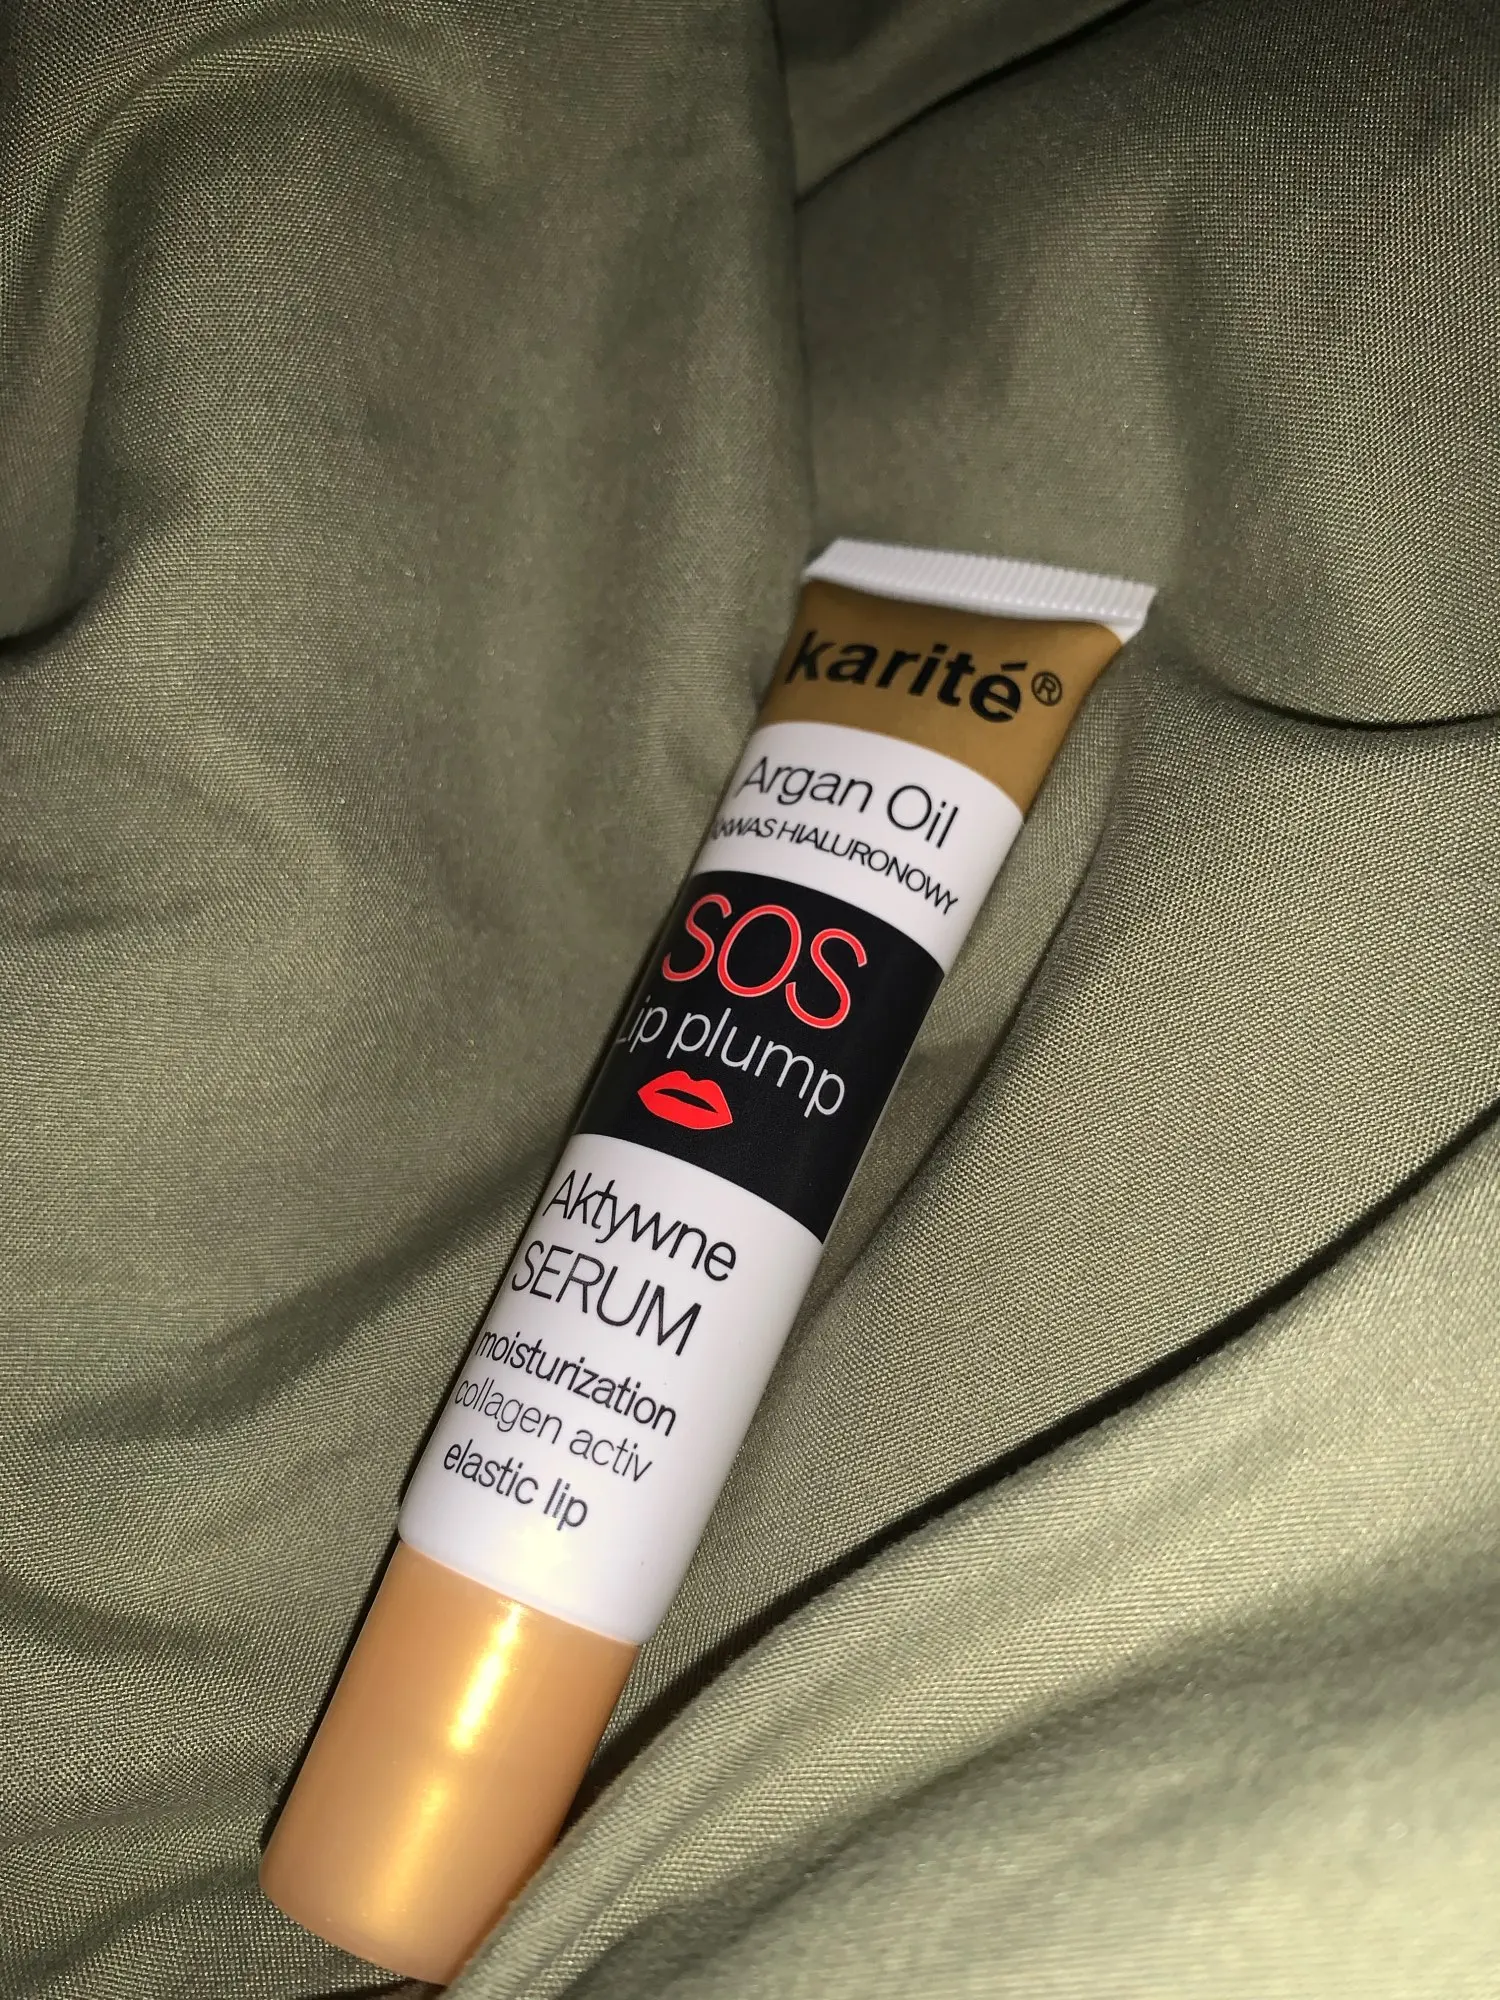 karité®
Argan Oil
KWAS HIALURONOWY
SOS
Lip plump
Aktywne
SERUM
moisturization
collagen activ
elastic lip